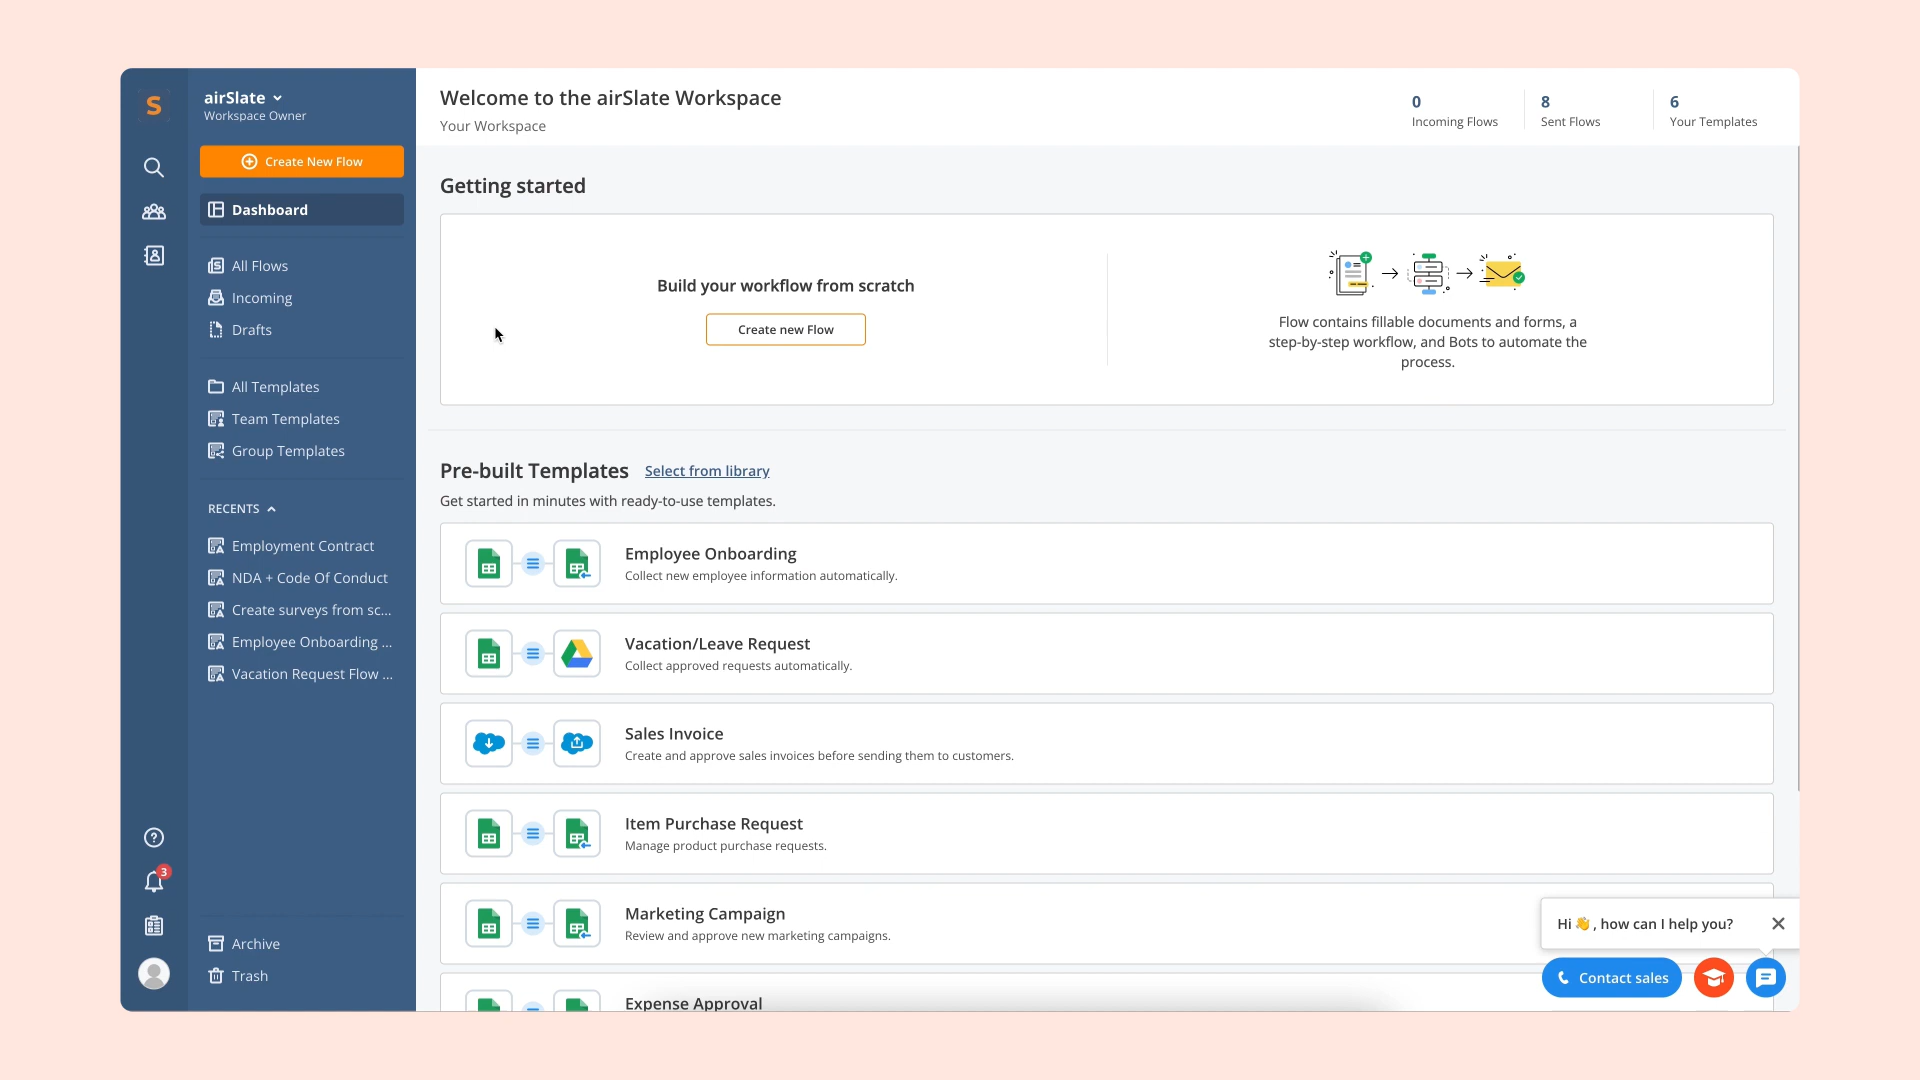 S
airSlate
Workspace Owner
Create New Flow
Dashboard
All Flows
Incoming
Drafts
All Templates
Team Templates
Group Templates
RECENTS
Employment Contract
NDA + Code Of Conduct
Create surveys from sc...
Employee Onboarding ...
Vacation Request Flow ...
3
Archive
Trash
Welcome to the airSlate Workspace
Your Workspace
0
Incoming Flows
8
Sent Flows
6
Your Templates
Getting started
Build your workflow from scratch
Create new Flow
Flow contains fillable documents and forms, a
step-by-step workflow, and Bots to automate the
process.
Pre-built Templates Select from library
Get started in minutes with ready-to-use templates.
Employee Onboarding
Collect new employee information automatically.
Vacation/Leave Request
Collect approved requests automatically.
Sales Invoice
Create and approve sales invoices before sending them to customers.
Item Purchase Request
Manage product purchase requests.
Marketing Campaign
Review and approve new marketing campaigns.
Expense Approval
Hi 👋, how can I help you?
Contact sales